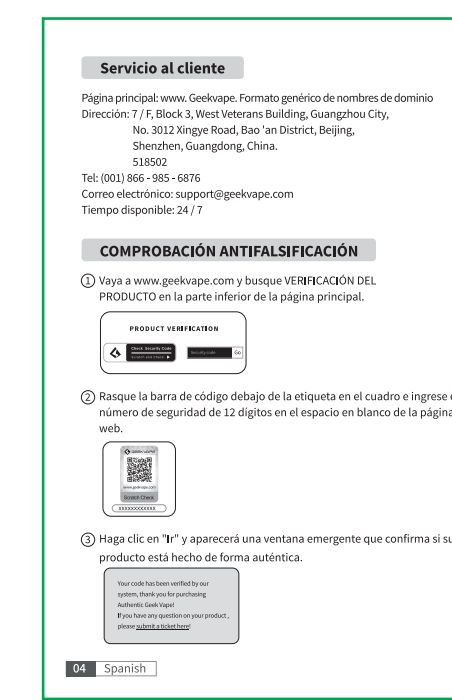 Servicio al cliente
Página principal: www. Geekvape. Formato genérico de nombres de dominio
Dirección: 7 / F, Block 3, West Veterans Building, Guangzhou City,
No. 3012 Xingye Road, Bao 'an District, Beijing,
Shenzhen, Guangdong, China.
518502
Tel: (001) 866 - 985 - 6876
Correo electrónico: support@geekvape.com
Tiempo disponible: 24 / 7
COMPROBACIÓN ANTIFALSIFICACIÓN
① Vaya a www.geekvape.com y busque VERIFICACIÓN DEL
PRODUCTO en la parte inferior de la página principal.
PRODUCT VERIFICATION
Check Security Code
Scratch and Check
Security code Go
② Rasque la barra de código debajo de la etiqueta en el cuadro e ingrese e
número de seguridad de 12 dígitos en el espacio en blanco de la página
web.
GEEKVAPE
www.geekvape.com
Scratch Check
XXXXXXXXXXXX
③ Haga clic en "Ir" y aparecerá una ventana emergente que confirma si su
producto está hecho de forma auténtica.
Your code has been verified by our
system, thank you for purchasing
Authentic Geek Vape!
If you have any question on your product ,
please submit a ticket here!
04 Spanish